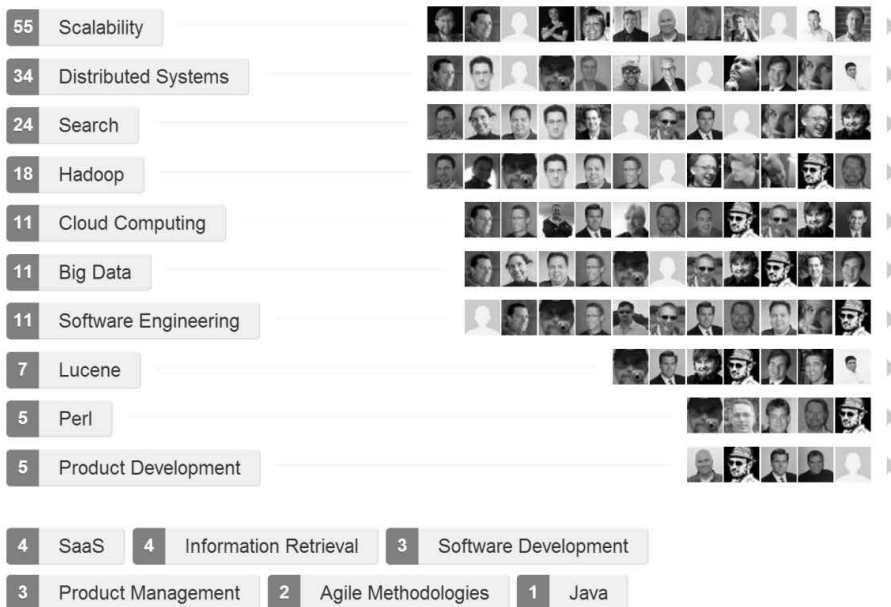 55 Scalability
34 Distributed Systems
24 Search
18 Hadoop
11 Cloud Computing
11 Big Data
11 Software Engineering
7 Lucene
5 Perl
5 Product Development
4 SaaS 4 Information Retrieval 3 Software Development
3 Product Management 2 Agile Methodologies 1 Java